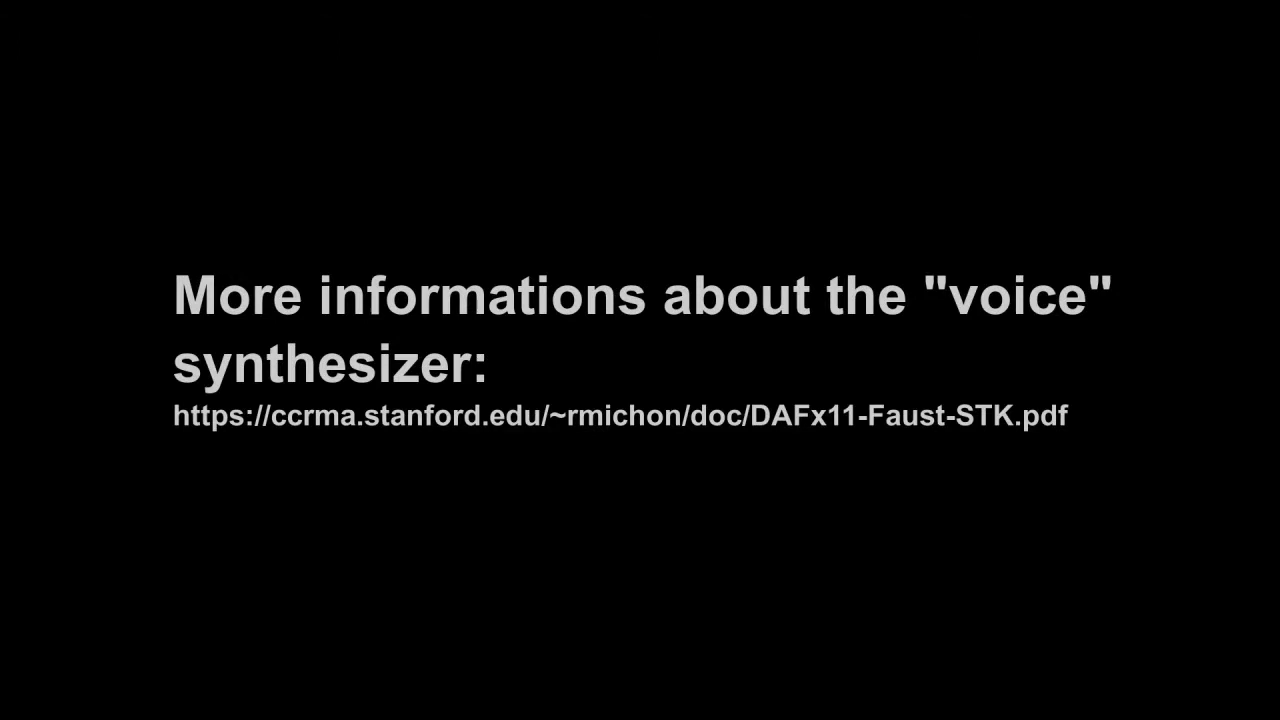 More informations about the "voice"
synthesizer:
https://ccrma.stanford.edu/~rmichon/doc/DAFx11-Faust-STK.pdf